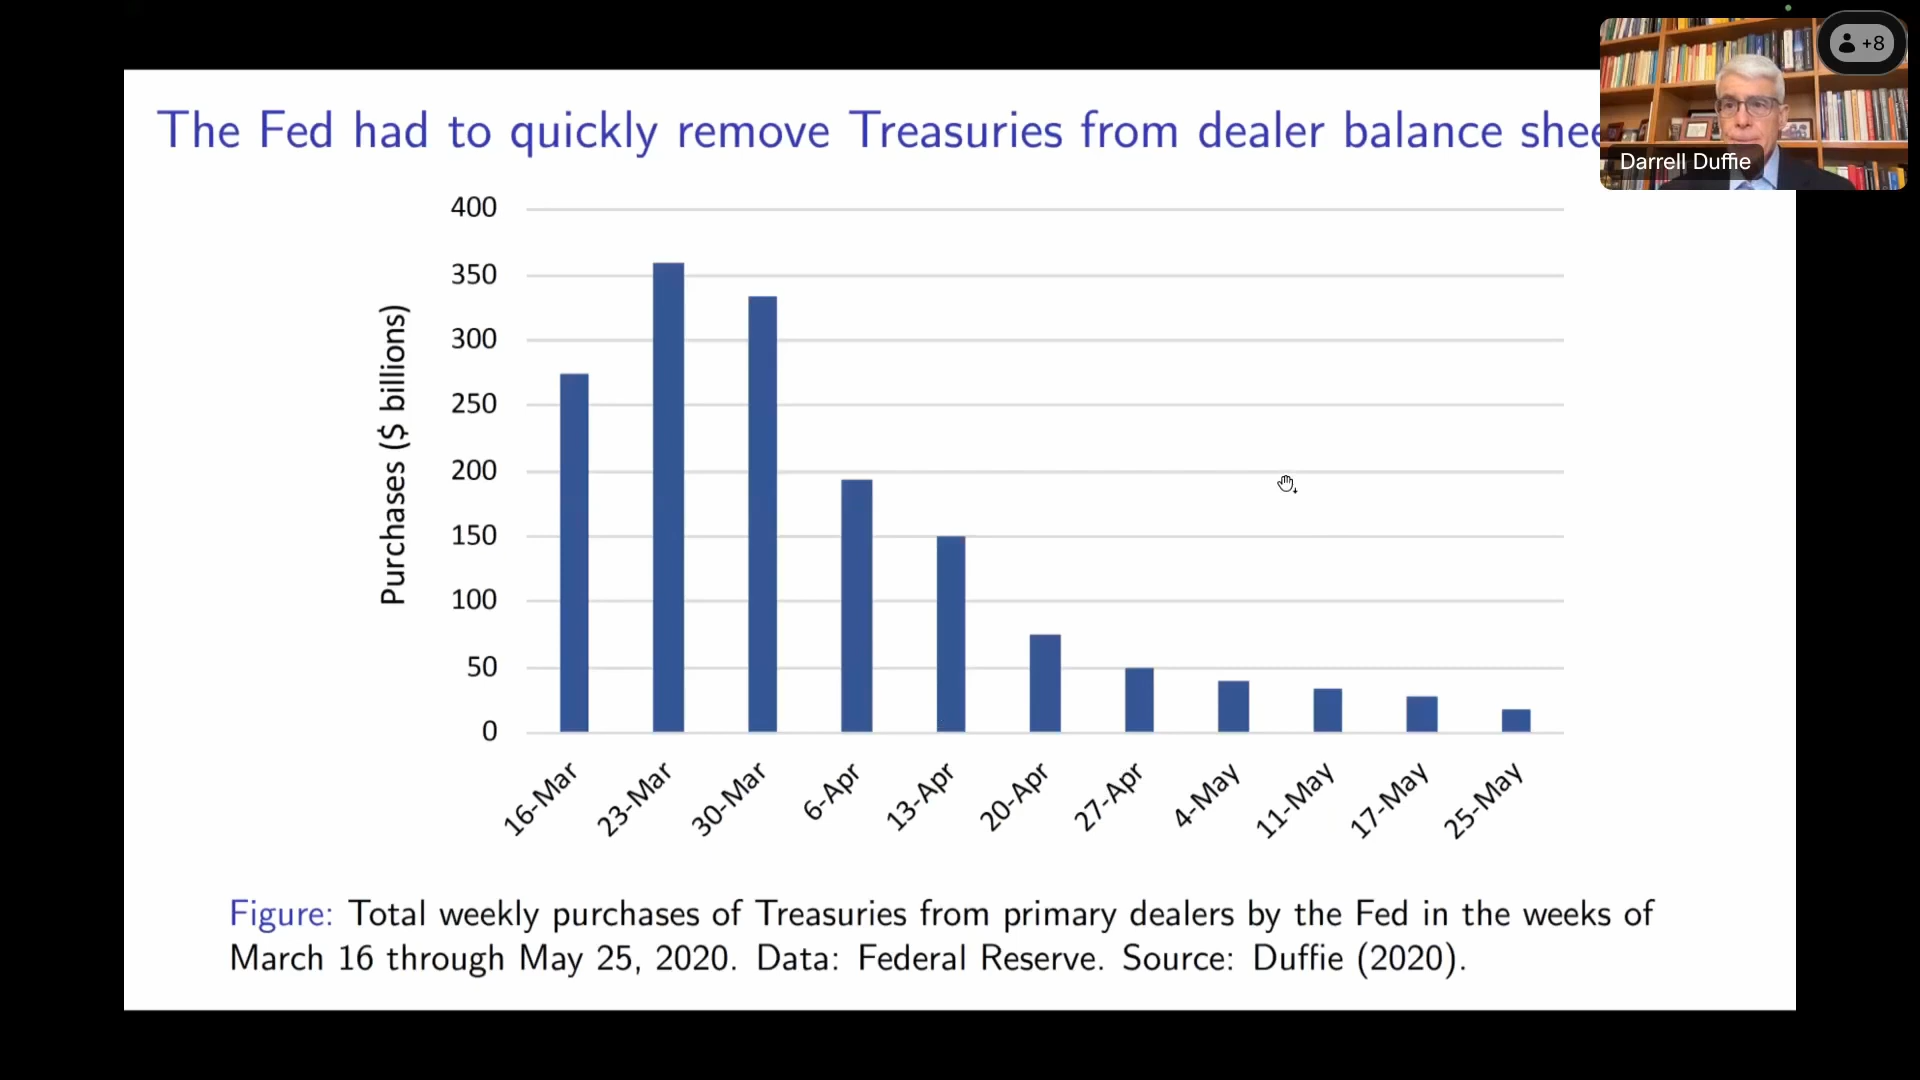 +8
Darrell Duffie
The Fed had to quickly remove Treasuries from dealer balance shee
Purchases ($ billions)
400
350
300
250
200
150
100
50
0
16-Mar
23-Mar
30-Mar
6-Apr
13-Apr
20-Apr
27-Apr
4-May
11-May
17-May
25-May
Figure: Total weekly purchases of Treasuries from primary dealers by the Fed in the weeks of
March 16 through May 25, 2020. Data: Federal Reserve. Source: Duffie (2020).